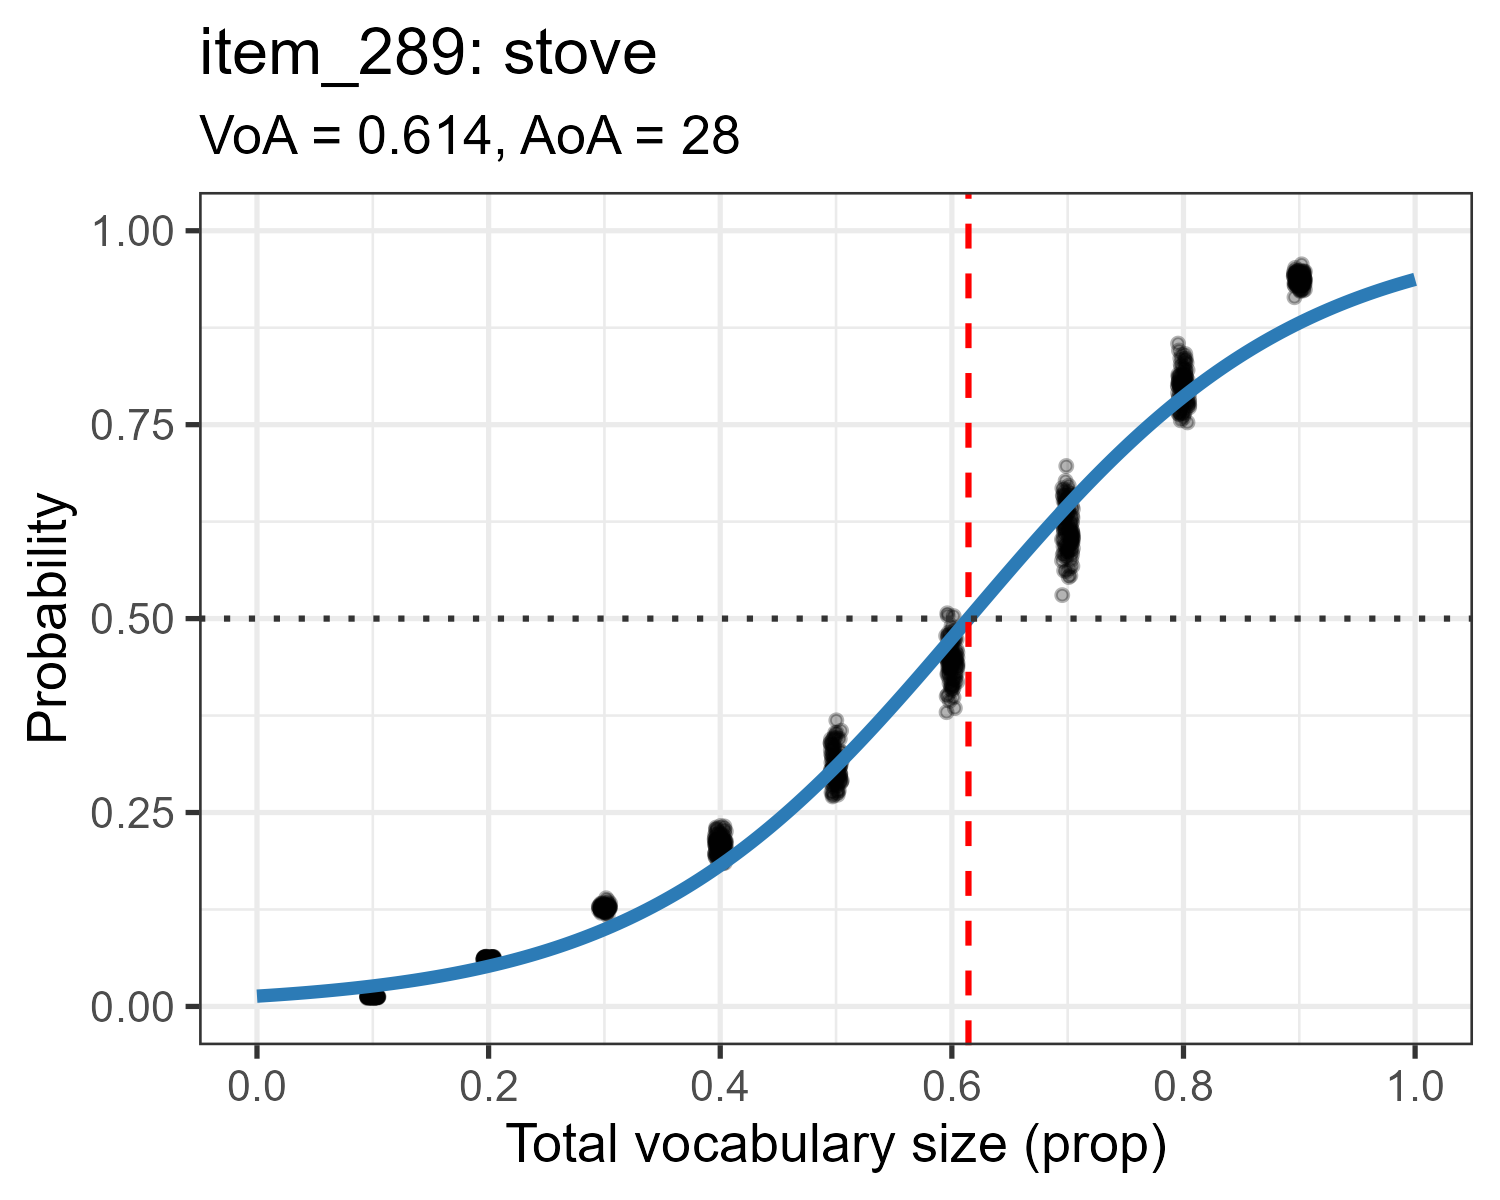 item_289: stove
VoA = 0.614, AoA = 28
1.00
0.75
0.50
0.25
0.00
Probability
0.0 0.2 0.4 0.6 0.8 1.0
Total vocabulary size (prop)